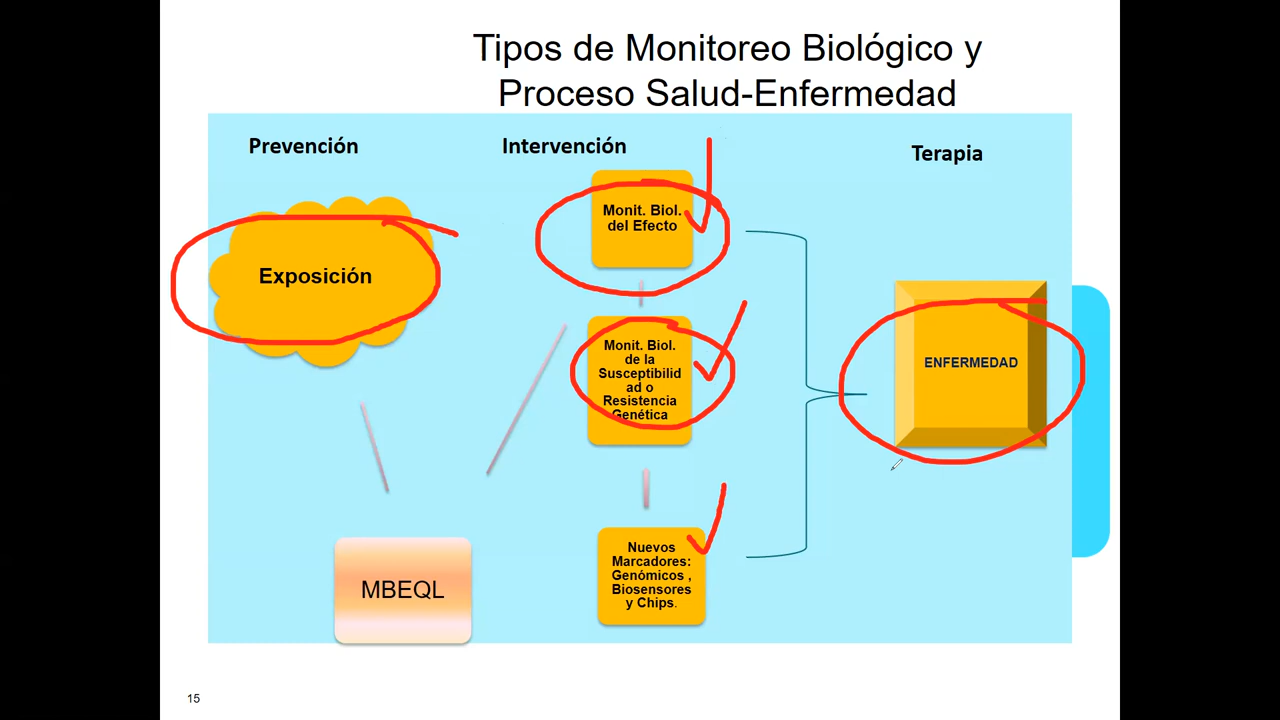 Tipos de Monitoreo Biológico y
Proceso Salud-Enfermedad
Prevención
Intervención
Terapia
Exposición
Monit. Biol.
del Efecto
Monit. Biol.
de la
Susceptibilid
ad o
Resistencia
Genética
ENFERMEDAD
Nuevos
Marcadores:
Genómicos ,
Biosensores
y Chips.
MBEQL
15